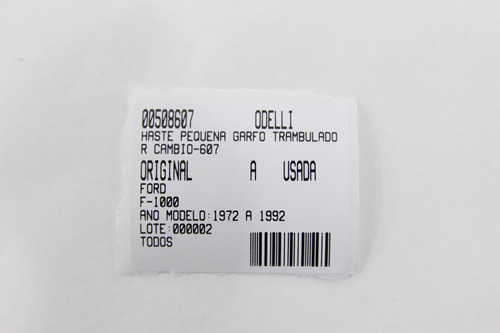 00508607 ODELLI
HASTE PEQUENA GARFO TRAMBULADO
R CAMBIO-607
ORIGINAL A USADA
FORD
F-1000
ANO MODELO:1972 A 1992
LOTE:000002
TODOS